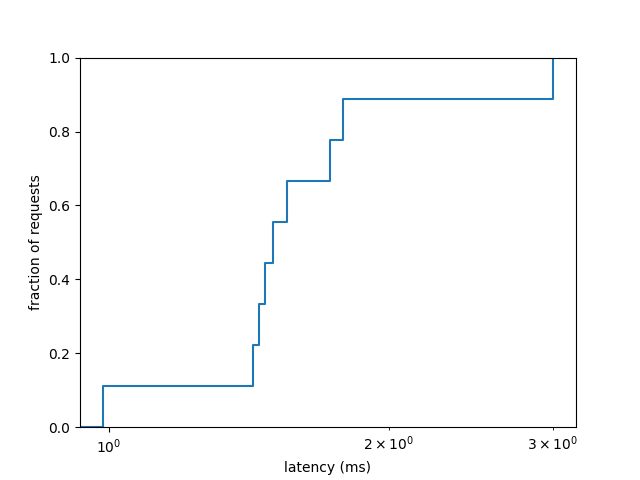 1.0
0.8
0.6
0.4
0.2
0.0
fraction of requests
10⁰
2 × 10⁰
3 × 10⁰
latency (ms)